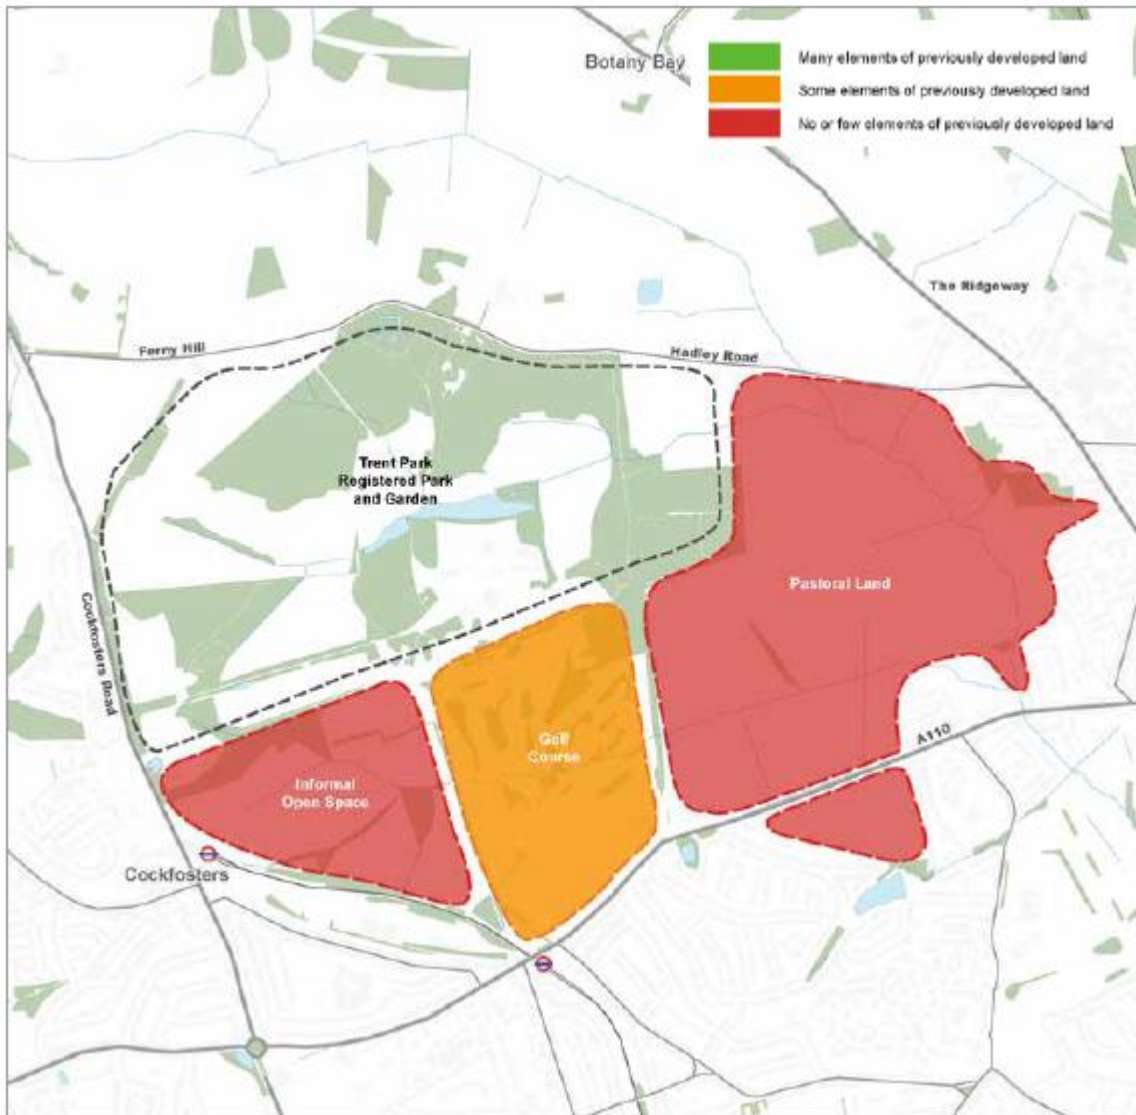 Botany Bay
Many elements of previously developed land
Some elements of previously developed land
No or few elements of previously developed land
The Ridgeway
Ferny Hill
Hadley Road
Trent Park
Registered Park
and Garden
Pastoral Land
Cockfosters Road
Golf
Course
A110
Informal
Open Space
Cockfosters